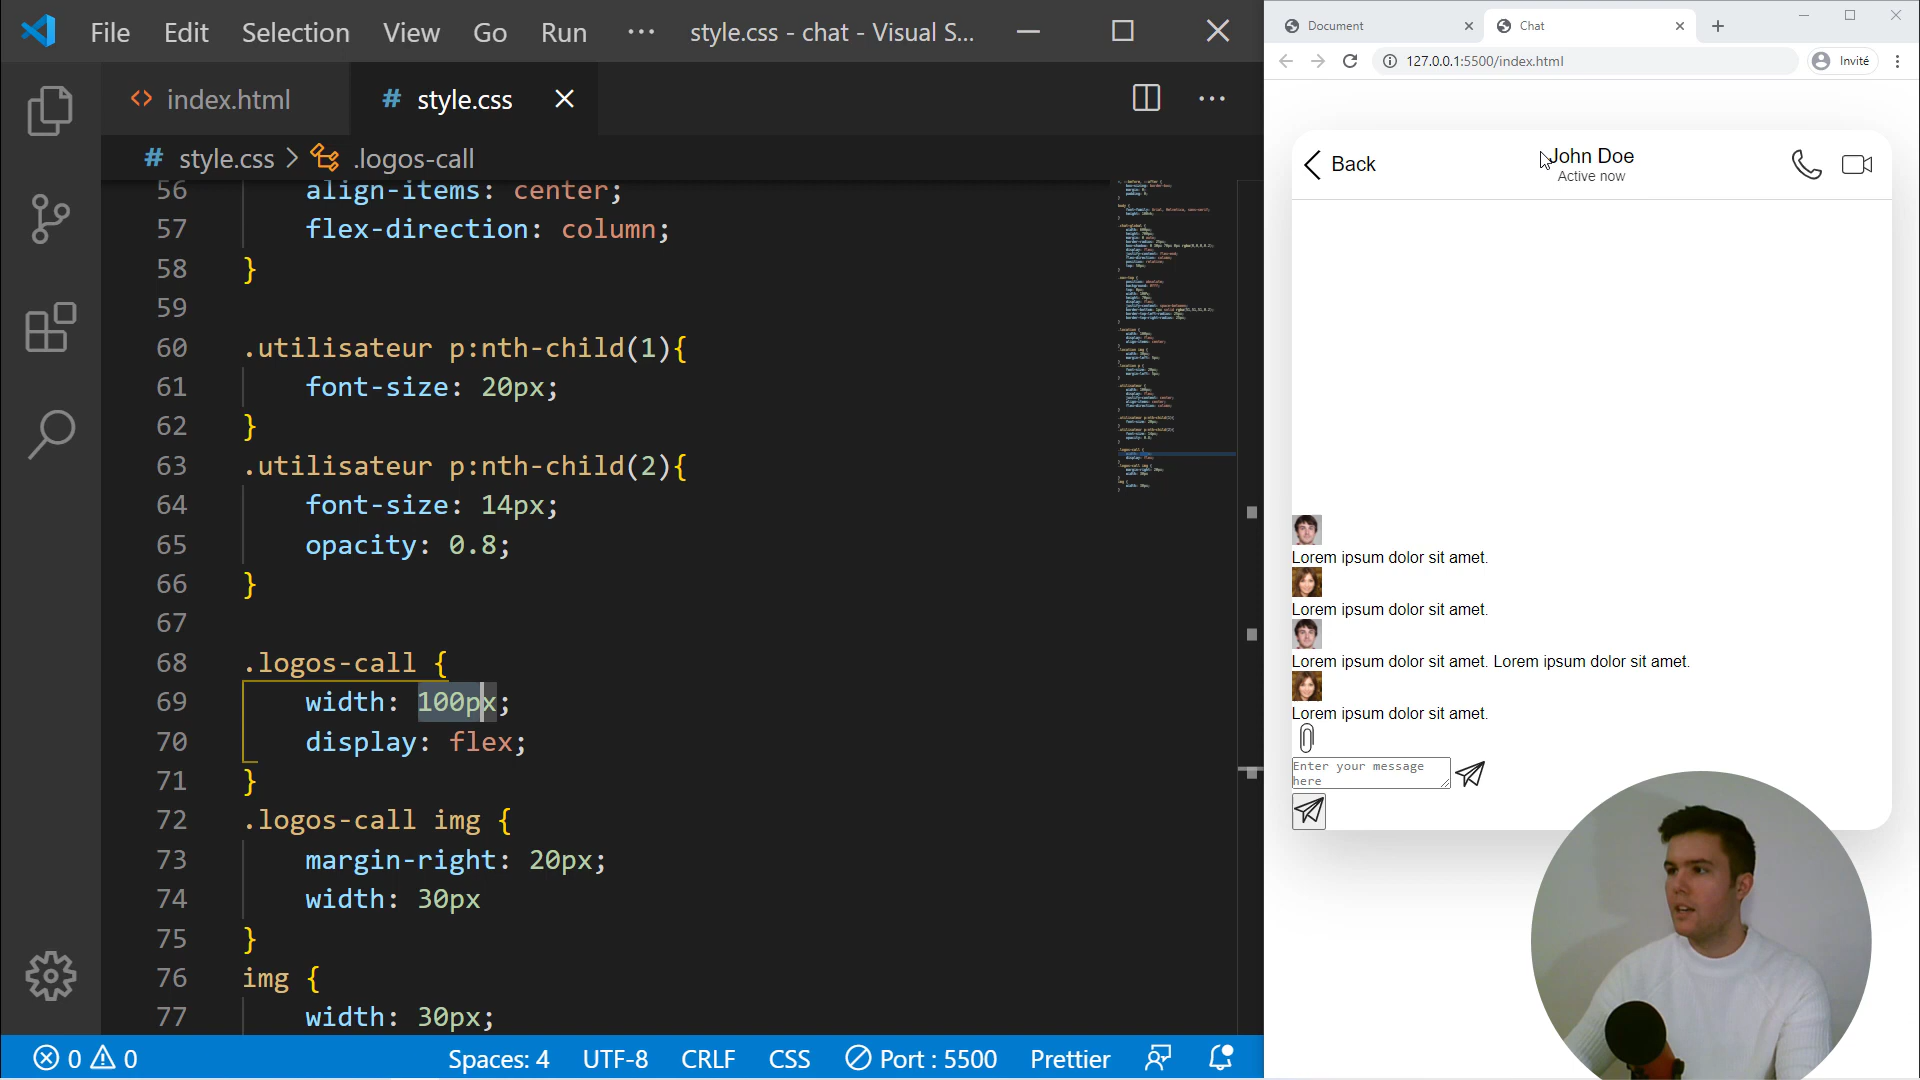 File Edit Selection View Go Run ··· style.css - chat - Visual S...
index.html
# style.css
# style.css > .logos-call
56 align-items: center;
57 flex-direction: column;
58 }
59
60 .utilisateur p:nth-child(1){
61 font-size: 20px;
62 }
63 .utilisateur p:nth-child(2){
64 font-size: 14px;
65 opacity: 0.8;
66 }
67
68 .logos-call {
69 width: 100px;
70 display: flex;
71 }
72 .logos-call img {
73 margin-right: 20px;
74 width: 30px
75 }
76 img {
77 width: 30px;
0 0 Spaces: 4 UTF-8 CRLF CSS Port : 5500 Prettier
Document
Chat
127.0.0.1:5500/index.html
Invité
Back
John Doe
Active now
Lorem ipsum dolor sit amet.
Lorem ipsum dolor sit amet.
Lorem ipsum dolor sit amet. Lorem ipsum dolor sit amet.
Lorem ipsum dolor sit amet.
Enter your message
here